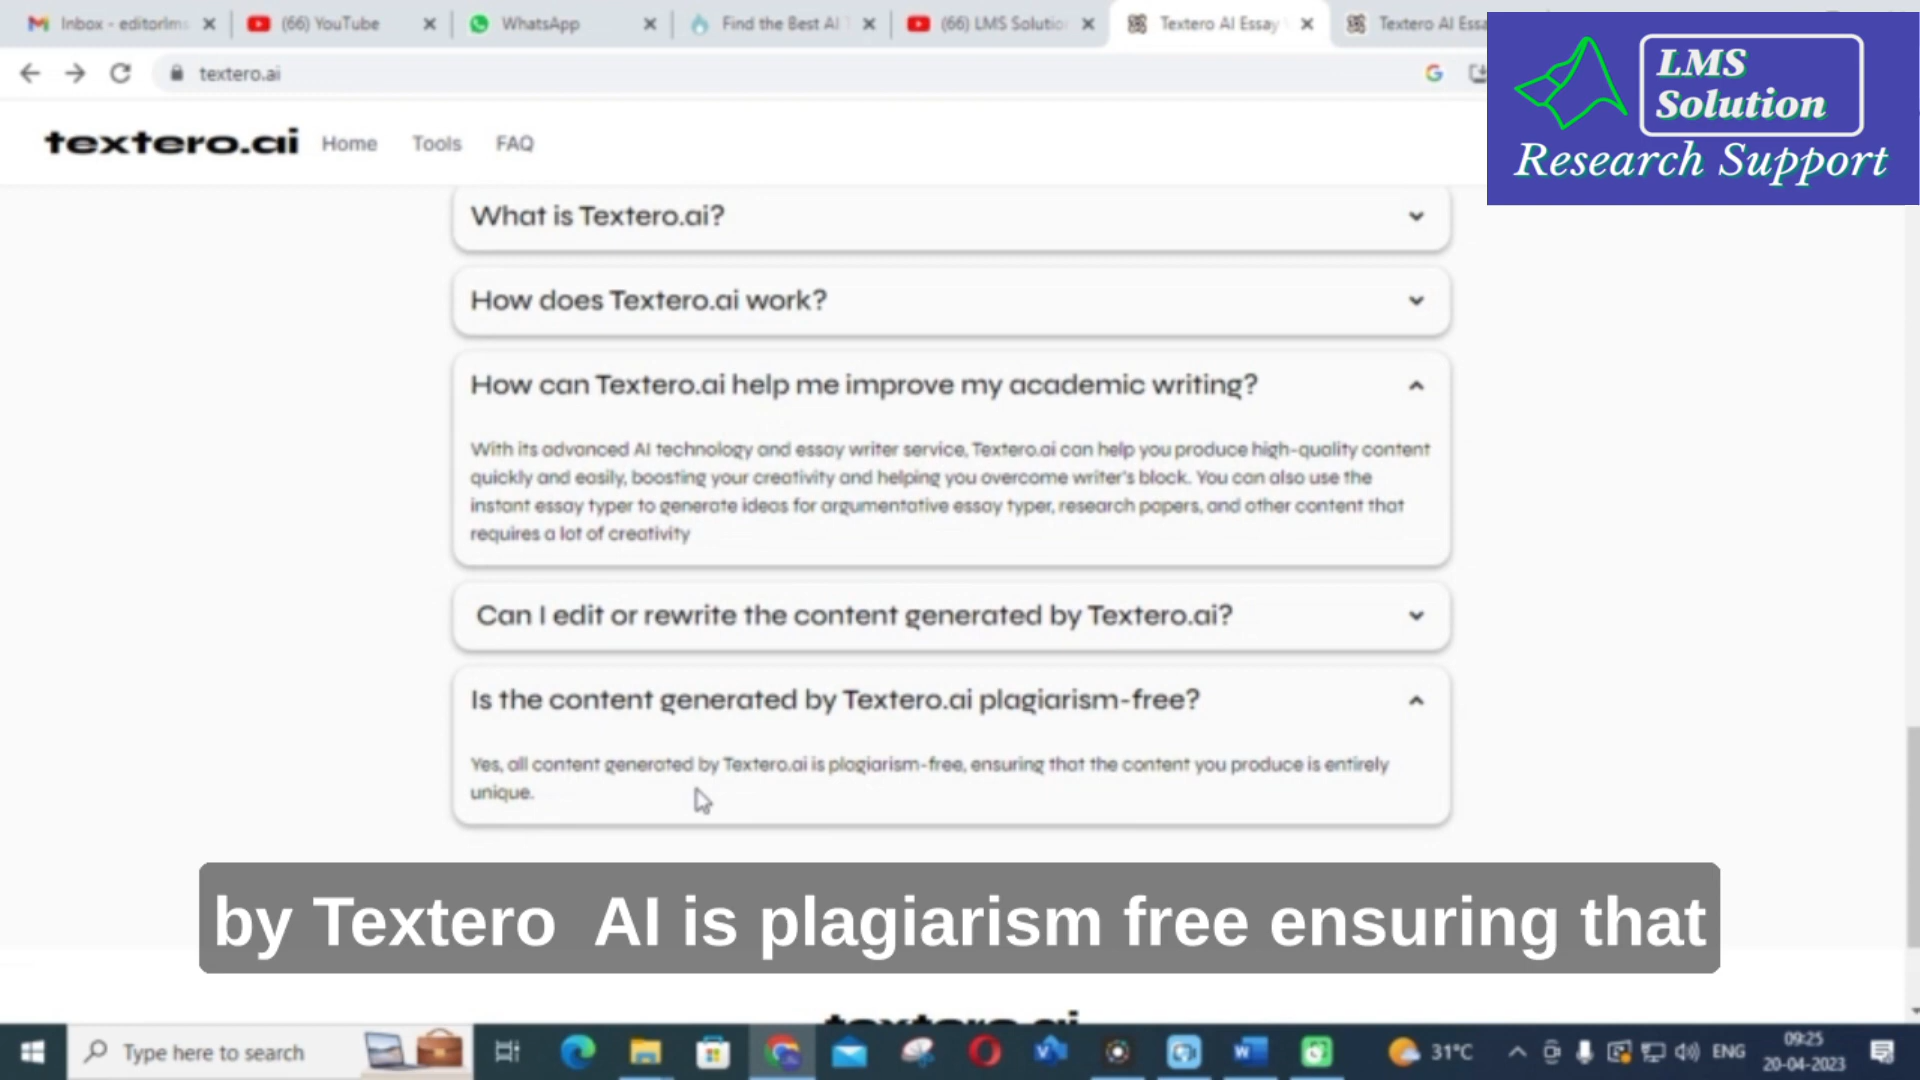 Inbox - editorlms
(66) YouTube
WhatsApp
Find the Best AI
(66) LMS Solution
Textero AI Essay
Textero AI Ess
textero.ai
LMS
Solution
Research Support
textero.ai
Home
Tools
FAQ
What is Textero.ai?
How does Textero.ai work?
How can Textero.ai help me improve my academic writing?
With its advanced AI technology and essay writer service, Textero.ai can help you produce high-quality content
quickly and easily, boosting your creativity and helping you overcome writer's block. You can also use the
instant essay typer to generate ideas for argumentative essay typer, research papers, and other content that
requires a lot of creativity
Can I edit or rewrite the content generated by Textero.ai?
Is the content generated by Textero.ai plagiarism-free?
Yes, all content generated by Textero.ai is plagiarism-free, ensuring that the content you produce is entirely
unique.
by Textero AI is plagiarism free ensuring that
textero.ai
Type here to search
31°C
ENG
09:25
20-04-2023